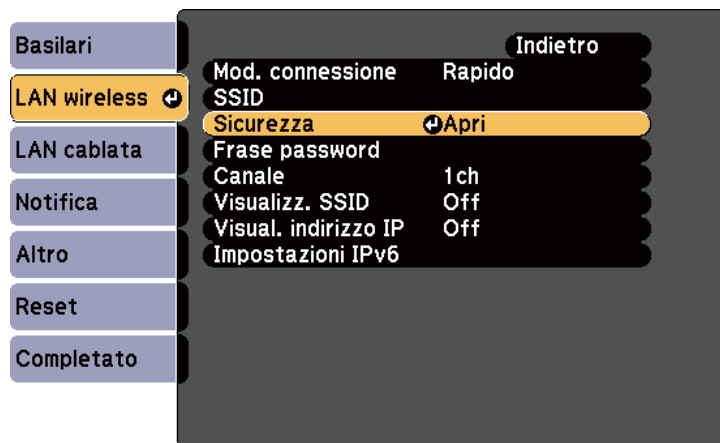 Basilari
LAN wireless
LAN cablata
Notifica
Altro
Reset
Completato
Indietro
Mod. connessione Rapido
SSID
Sicurezza Apri
Frase password
Canale 1ch
Visualizz. SSID Off
Visual. indirizzo IP Off
Impostazioni IPv6